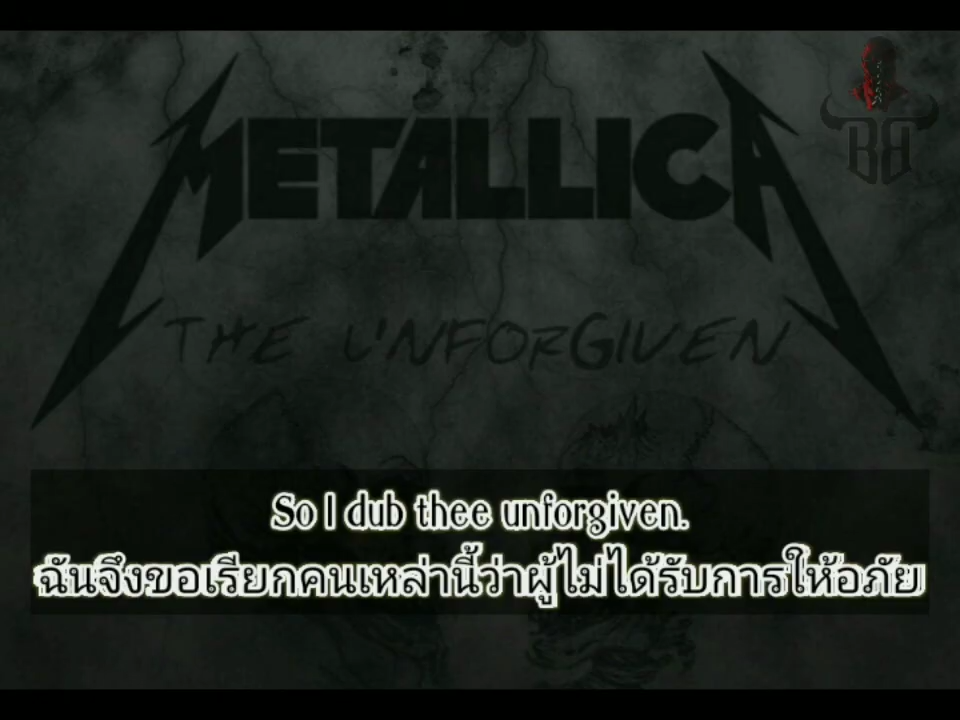 METALLICA
THE UNFORGIVEN
BB
So I dub thee unforgiven.
ฉันจึงขอเรียกคนเหล่านี้ว่าผู้ไม่ได้รับการให้อภัย